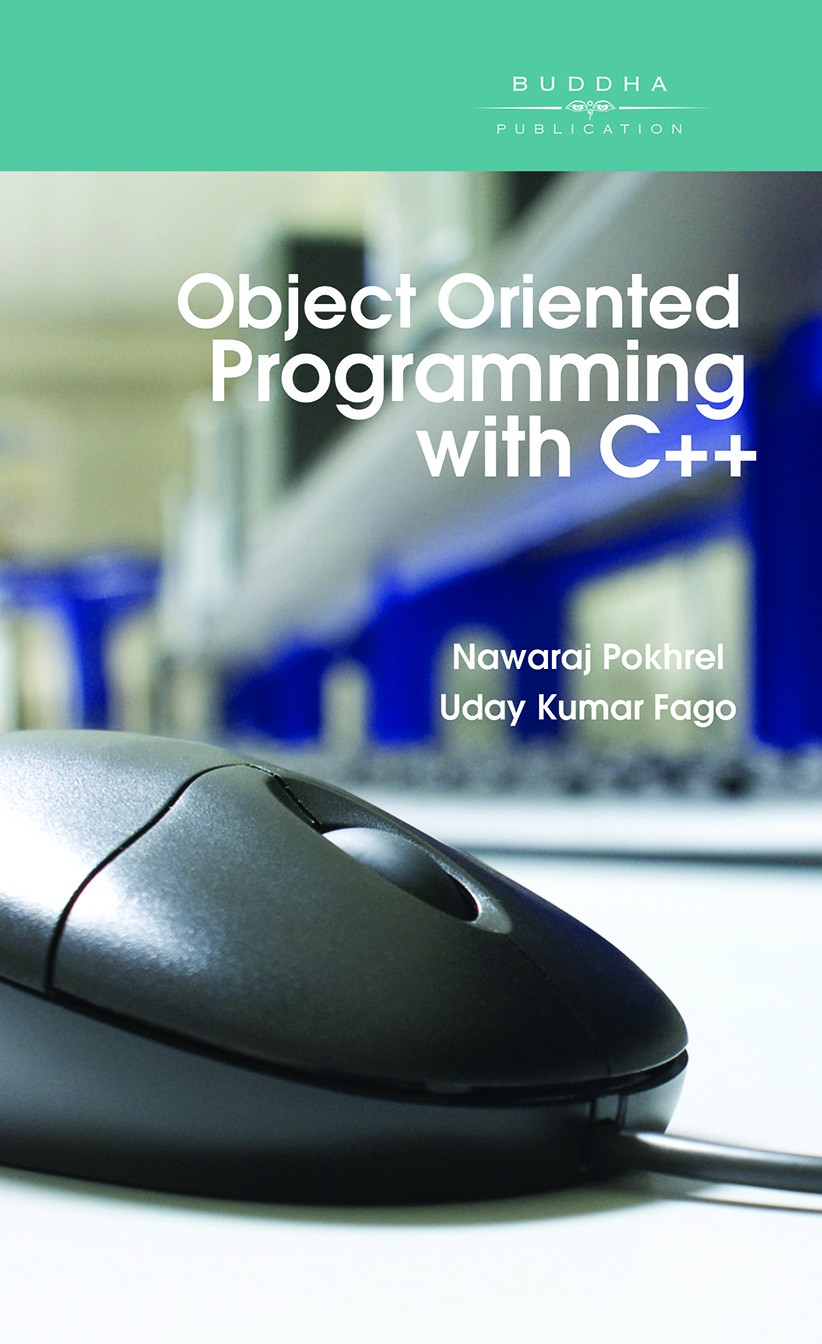 BUDDHA
PUBLICATION
Object Oriented
Programming
with C++
Nawaraj Pokhrel
Uday Kumar Fago